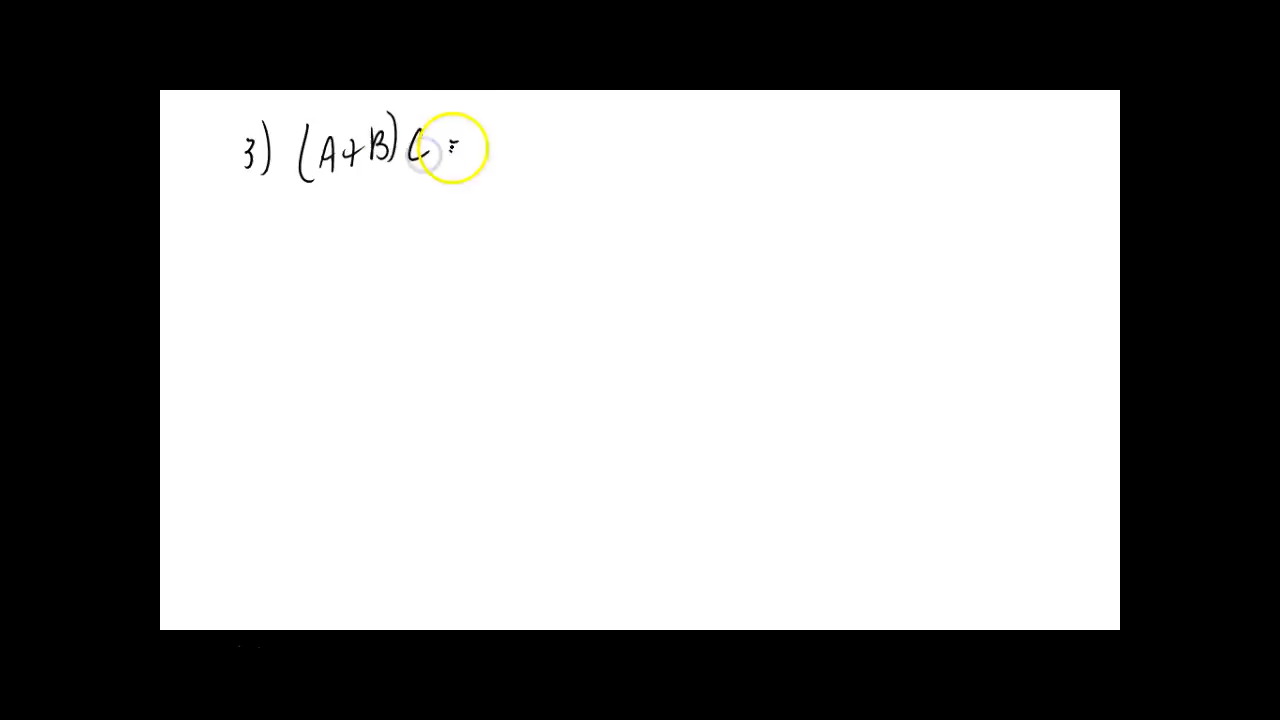 3) (A+B)C =